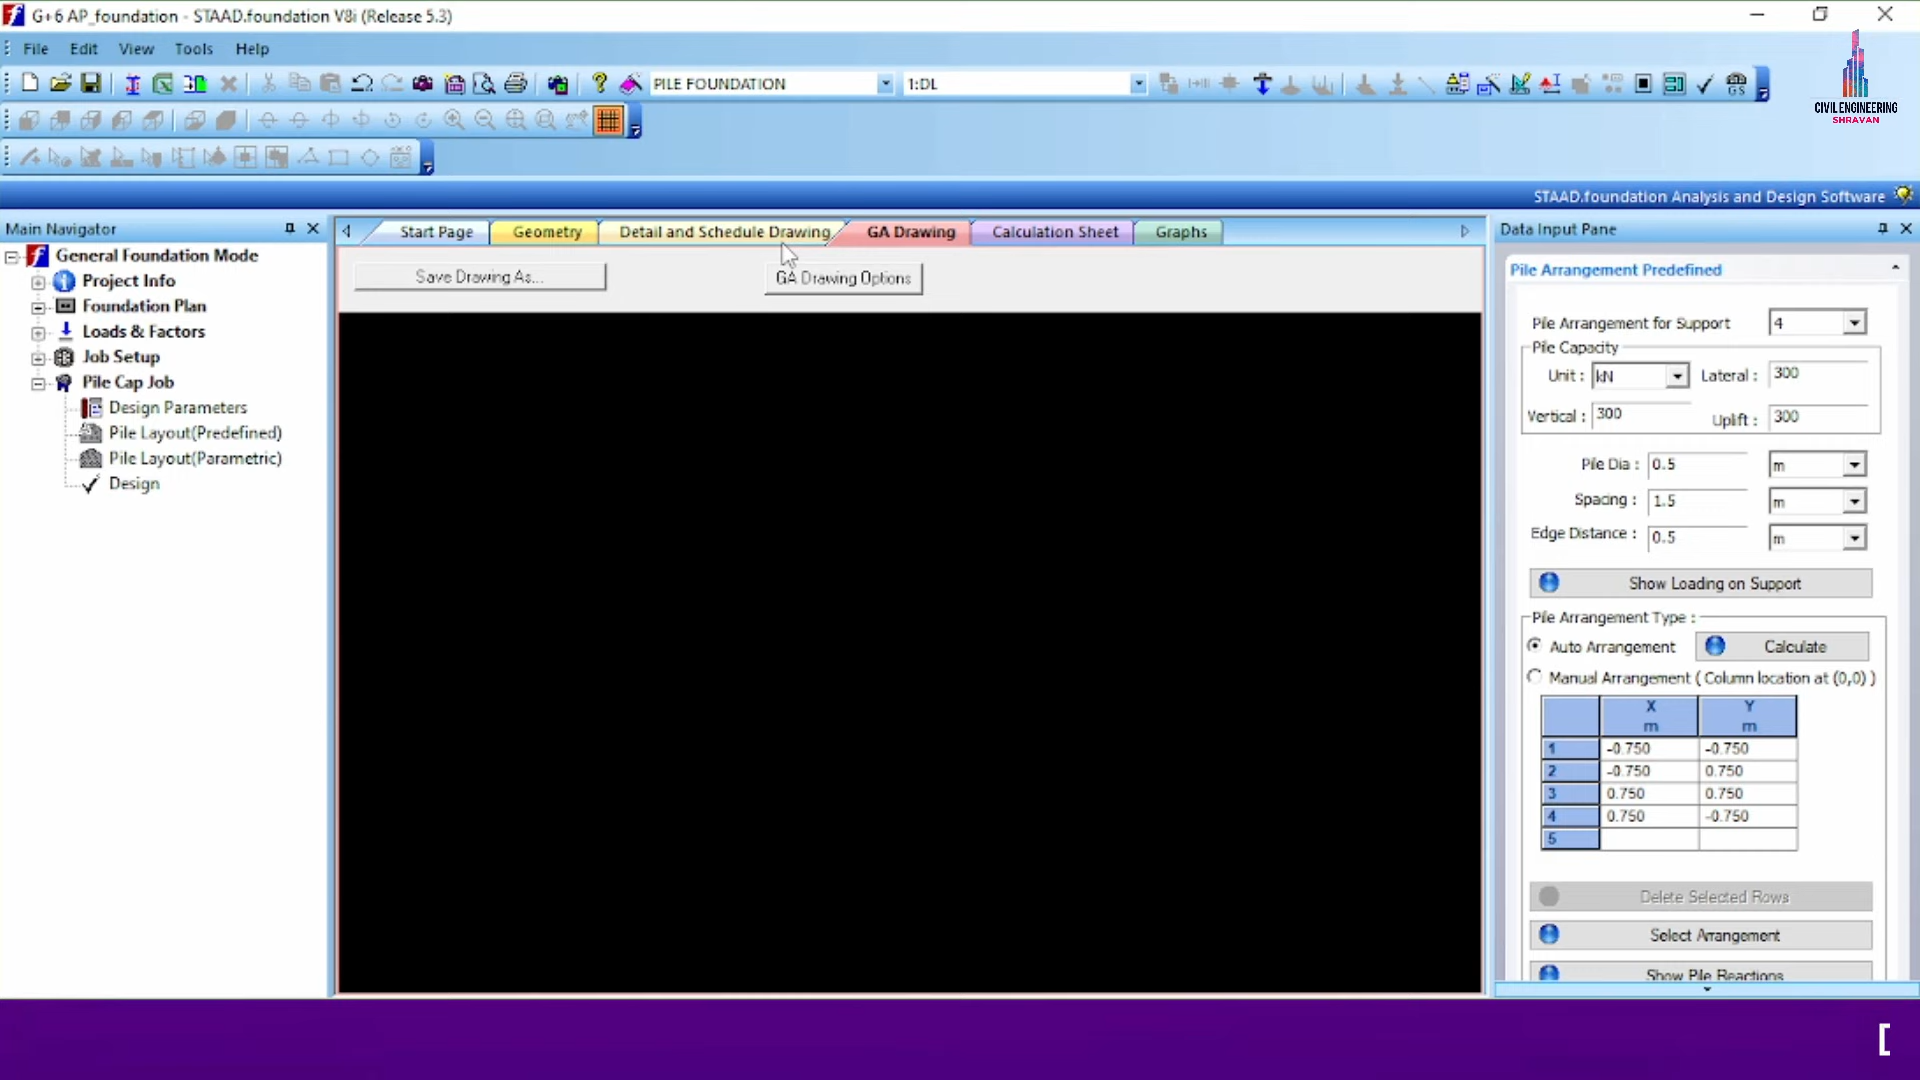 G+6 AP_foundation - STAAD.foundation V8i (Release 5.3)
File Edit View Tools Help
PILE FOUNDATION 1:DL
CIVIL ENGINEERING
SHRAVAN
STAAD.foundation Analysis and Design Software
Main Navigator
General Foundation Mode
Project Info
Foundation Plan
Loads & Factors
Job Setup
Pile Cap Job
Design Parameters
Pile Layout(Predefined)
Pile Layout(Parametric)
Design
Start Page Geometry Detail and Schedule Drawing GA Drawing Calculation Sheet Graphs
Save Drawing As... GA Drawing Options
Data Input Pane
Pile Arrangement Predefined
Pile Arrangement for Support 4
Pile Capacity
Unit : kN Lateral : 300
Vertical : 300 Uplift : 300
Pile Dia : 0.5 m
Spacing : 1.5 m
Edge Distance : 0.5 m
Show Loading on Support
Pile Arrangement Type :
Auto Arrangement Calculate
Manual Arrangement ( Column location at (0,0) )
X Y
m m
1 -0.750 -0.750
2 -0.750 0.750
3 0.750 0.750
4 0.750 -0.750
5
Delete Selected Rows
Select Arrangement
Show Pile Reactions
[